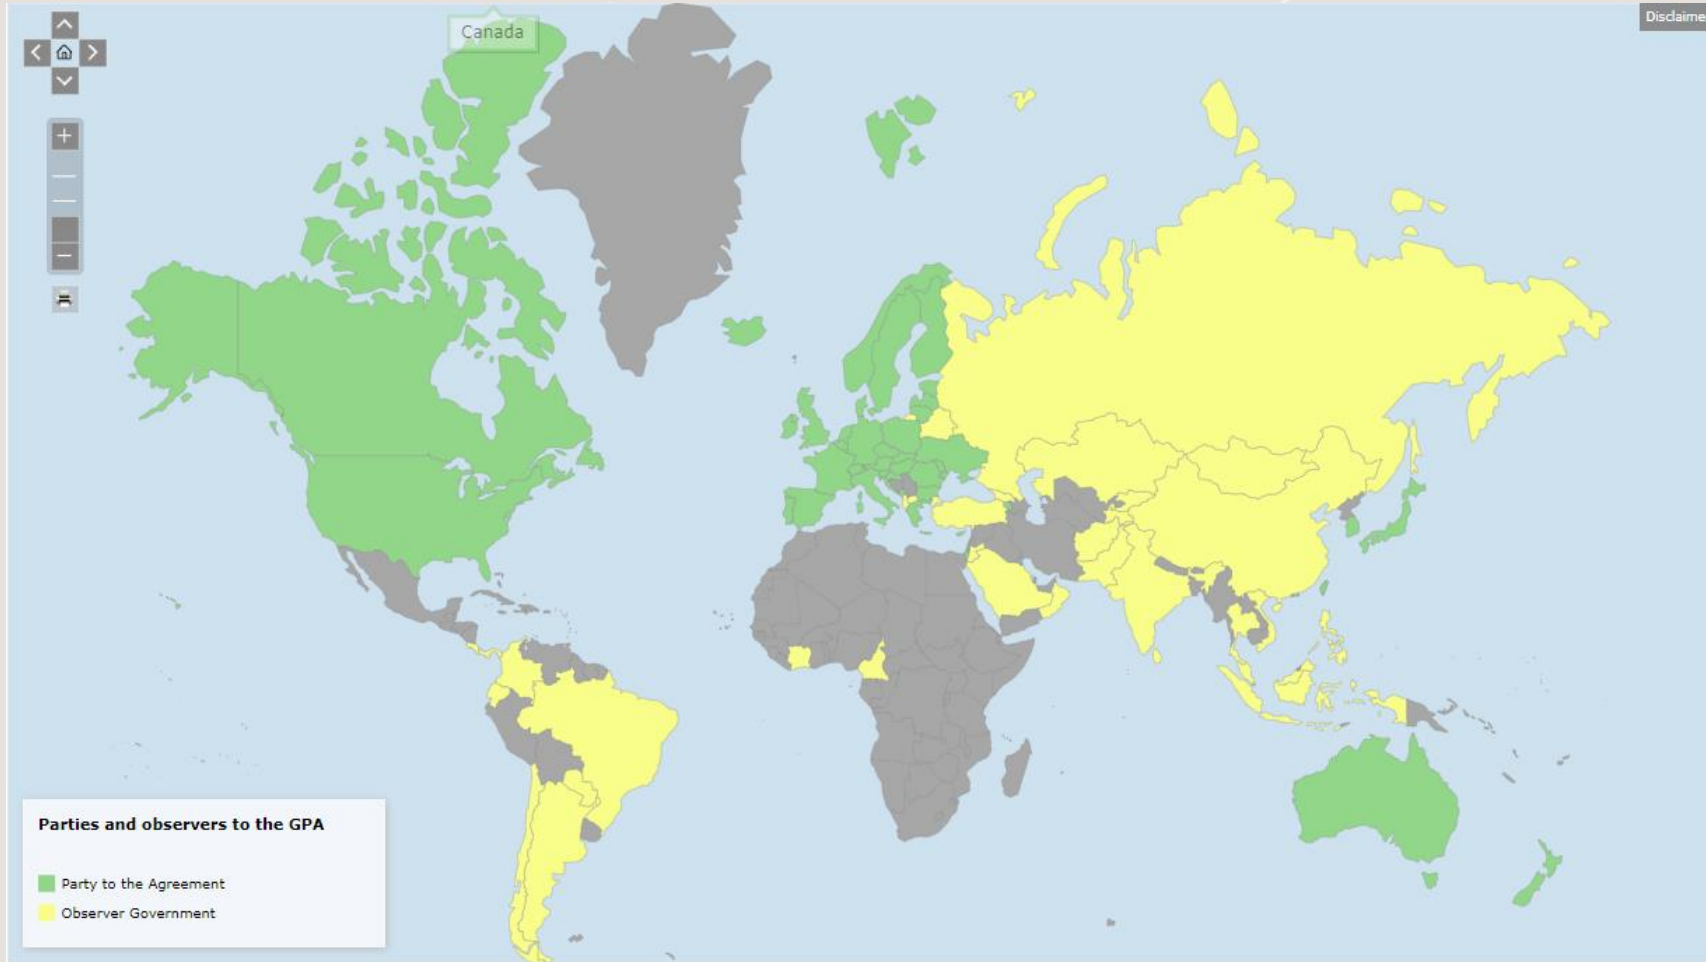 Canada
Disclaime
Parties and observers to the GPA
Party to the Agreement
Observer Government